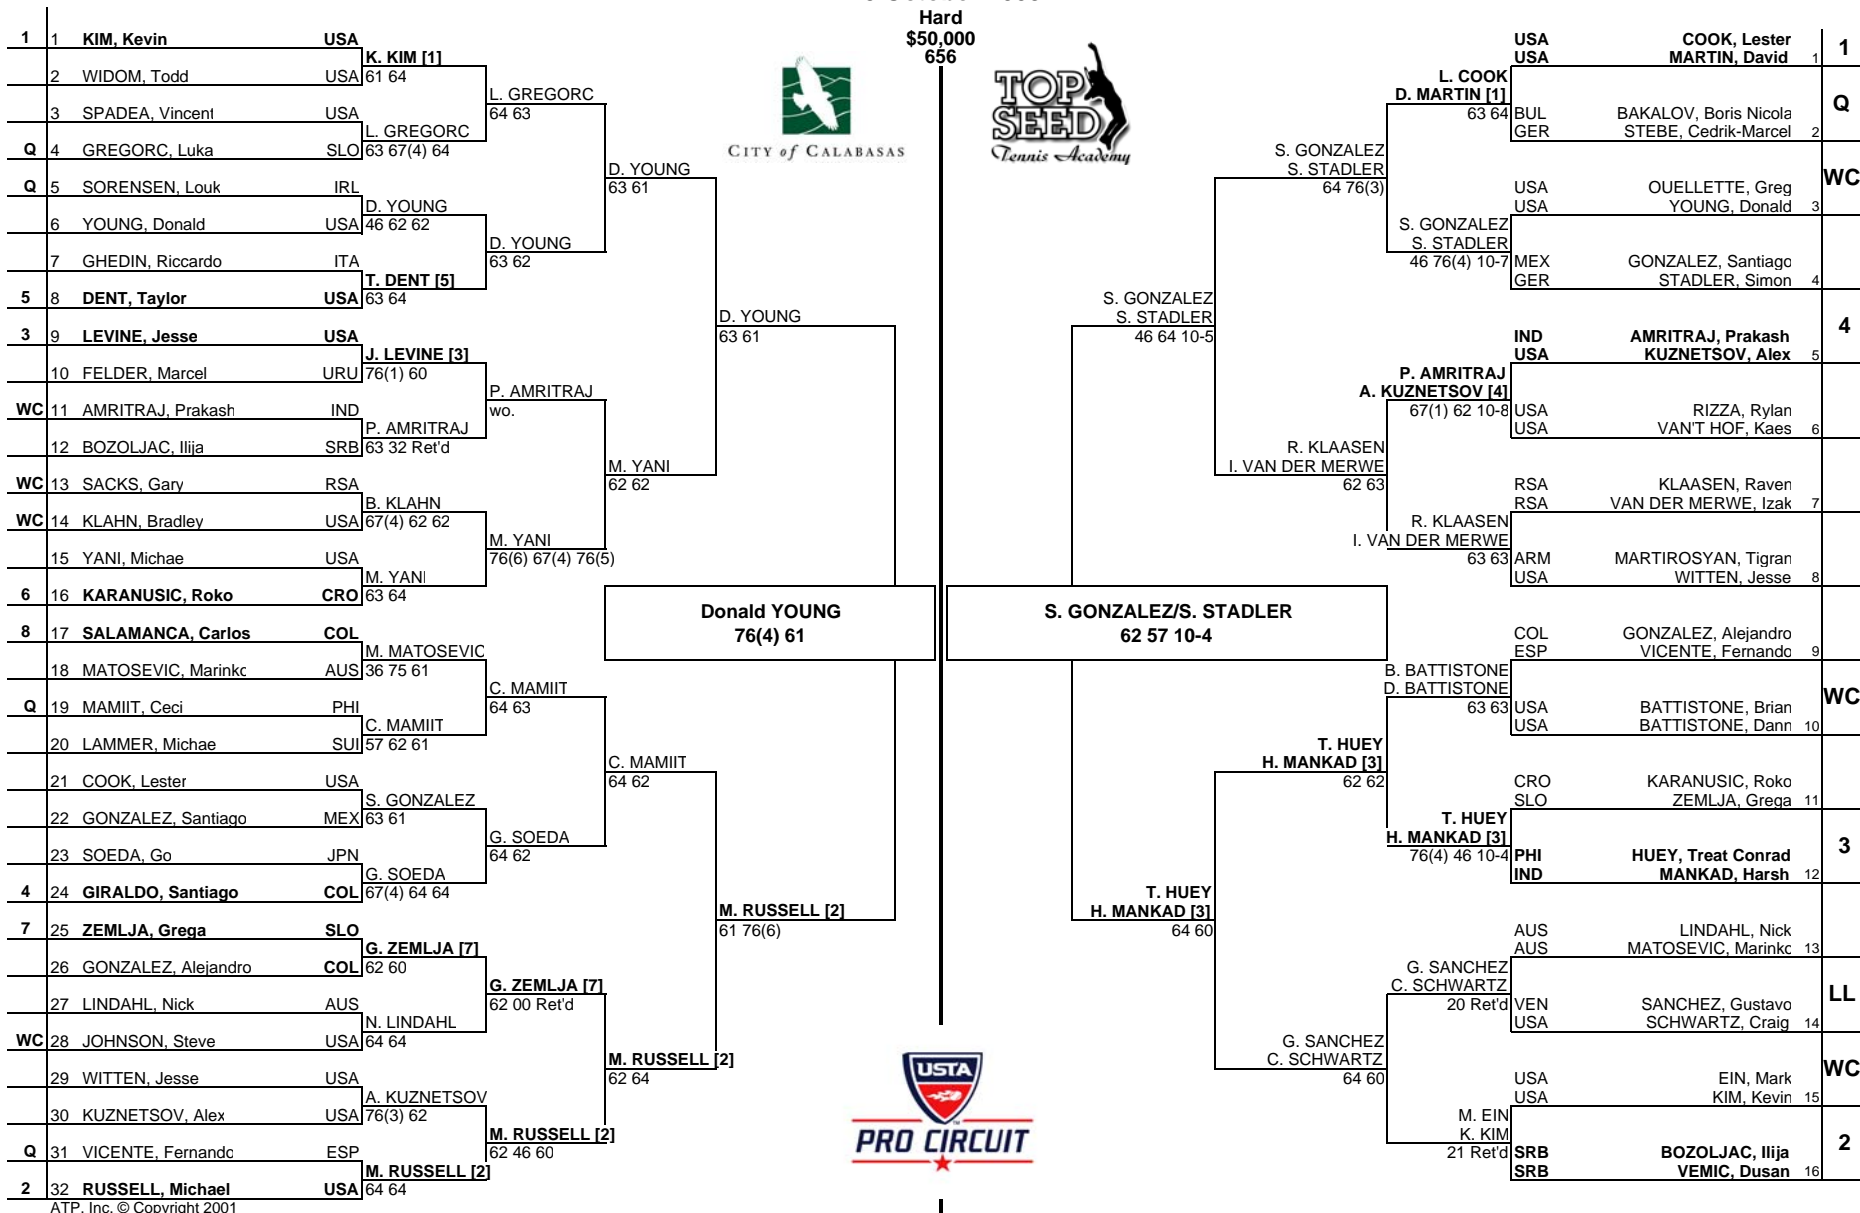 Hard
$50,000
656
CITY of CALABASAS
TOP SEED
Tennis Academy
1 1 KIM, Kevin USA
K. KIM [1]
2 WIDOM, Todd USA 61 64
L. GREGORC
3 SPADEA, Vincent USA 64 63
L. GREGORC
Q 4 GREGORC, Luka SLO 63 67(4) 64
D. YOUNG
Q 5 SORENSEN, Louk IRL 63 61
D. YOUNG
6 YOUNG, Donald USA 46 62 62
D. YOUNG
7 GHEDIN, Riccardo ITA 63 62
T. DENT [5]
5 8 DENT, Taylor USA 63 64
D. YOUNG
3 9 LEVINE, Jesse USA 63 61
J. LEVINE [3]
10 FELDER, Marcel URU 76(1) 60
P. AMRITRAJ
WC 11 AMRITRAJ, Prakash IND wo.
P. AMRITRAJ
12 BOZOLJAC, Ilija SRB 63 32 Ret'd
M. YANI
WC 13 SACKS, Gary RSA 62 62
B. KLAHN
WC 14 KLAHN, Bradley USA 67(4) 62 62
M. YANI
15 YANI, Michae USA 76(6) 67(4) 76(5)
M. YANI
6 16 KARANUSIC, Roko CRO 63 64
Donald YOUNG
76(4) 61
8 17 SALAMANCA, Carlos COL
M. MATOSEVIC
18 MATOSEVIC, Marinkc AUS 36 75 61
C. MAMIIT
Q 19 MAMIIT, Ceci PHI 64 63
C. MAMIIT
20 LAMMER, Michae SUI 57 62 61
C. MAMIIT
21 COOK, Lester USA 64 62
S. GONZALEZ
22 GONZALEZ, Santiago MEX 63 61
G. SOEDA
23 SOEDA, Go JPN 64 62
G. SOEDA
4 24 GIRALDO, Santiago COL 67(4) 64 64
M. RUSSELL [2]
7 25 ZEMLJA, Grega SLO 61 76(6)
G. ZEMLJA [7]
26 GONZALEZ, Alejandro COL 62 60
G. ZEMLJA [7]
27 LINDAHL, Nick AUS 62 00 Ret'd
N. LINDAHL
WC 28 JOHNSON, Steve USA 64 64
M. RUSSELL [2]
29 WITTEN, Jesse USA 62 64
A. KUZNETSOV
30 KUZNETSOV, Alex USA 76(3) 62
M. RUSSELL [2]
Q 31 VICENTE, Fernando ESP 62 46 60
M. RUSSELL [2]
2 32 RUSSELL, Michael USA 64 64
ATP, Inc. © Copyright 2001
USA COOK, Lester
USA MARTIN, David 1 1
L. COOK
D. MARTIN [1]
63 64 BUL BAKALOV, Boris Nicola Q
GER STEBE, Cedrik-Marcel 2
S. GONZALEZ
S. STADLER
64 76(3) USA OUELLETTE, Greg WC
USA YOUNG, Donald 3
S. GONZALEZ
S. STADLER
46 76(4) 10-7 MEX GONZALEZ, Santiago
GER STADLER, Simon 4
S. GONZALEZ
S. STADLER
46 64 10-5 IND AMRITRAJ, Prakash 4
USA KUZNETSOV, Alex 5
P. AMRITRAJ
A. KUZNETSOV [4]
67(1) 62 10-8 USA RIZZA, Rylan
USA VAN'T HOF, Kaes 6
R. KLAASEN
I. VAN DER MERWE
62 63 RSA KLAASEN, Raven
RSA VAN DER MERWE, Izak 7
R. KLAASEN
I. VAN DER MERWE
63 63 ARM MARTIROSYAN, Tigran
USA WITTEN, Jesse 8
S. GONZALEZ/S. STADLER
62 57 10-4
COL GONZALEZ, Alejandro
ESP VICENTE, Fernando 9
B. BATTISTONE
D. BATTISTONE WC
63 63 USA BATTISTONE, Brian
USA BATTISTONE, Dann 10
T. HUEY
H. MANKAD [3]
62 62 CRO KARANUSIC, Roko
SLO ZEMLJA, Grega 11
T. HUEY
H. MANKAD [3] 3
76(4) 46 10-4 PHI HUEY, Treat Conrad
IND MANKAD, Harsh 12
T. HUEY
H. MANKAD [3]
64 60 AUS LINDAHL, Nick
AUS MATOSEVIC, Marinkc 13
G. SANCHEZ
C. SCHWARTZ LL
20 Ret'd VEN SANCHEZ, Gustavo
USA SCHWARTZ, Craig 14
G. SANCHEZ
C. SCHWARTZ WC
64 60 USA EIN, Mark
USA KIM, Kevin 15
M. EIN
K. KIM 2
21 Ret'd SRB BOZOLJAC, Ilija
SRB VEMIC, Dusan 16
USTA
PRO CIRCUIT